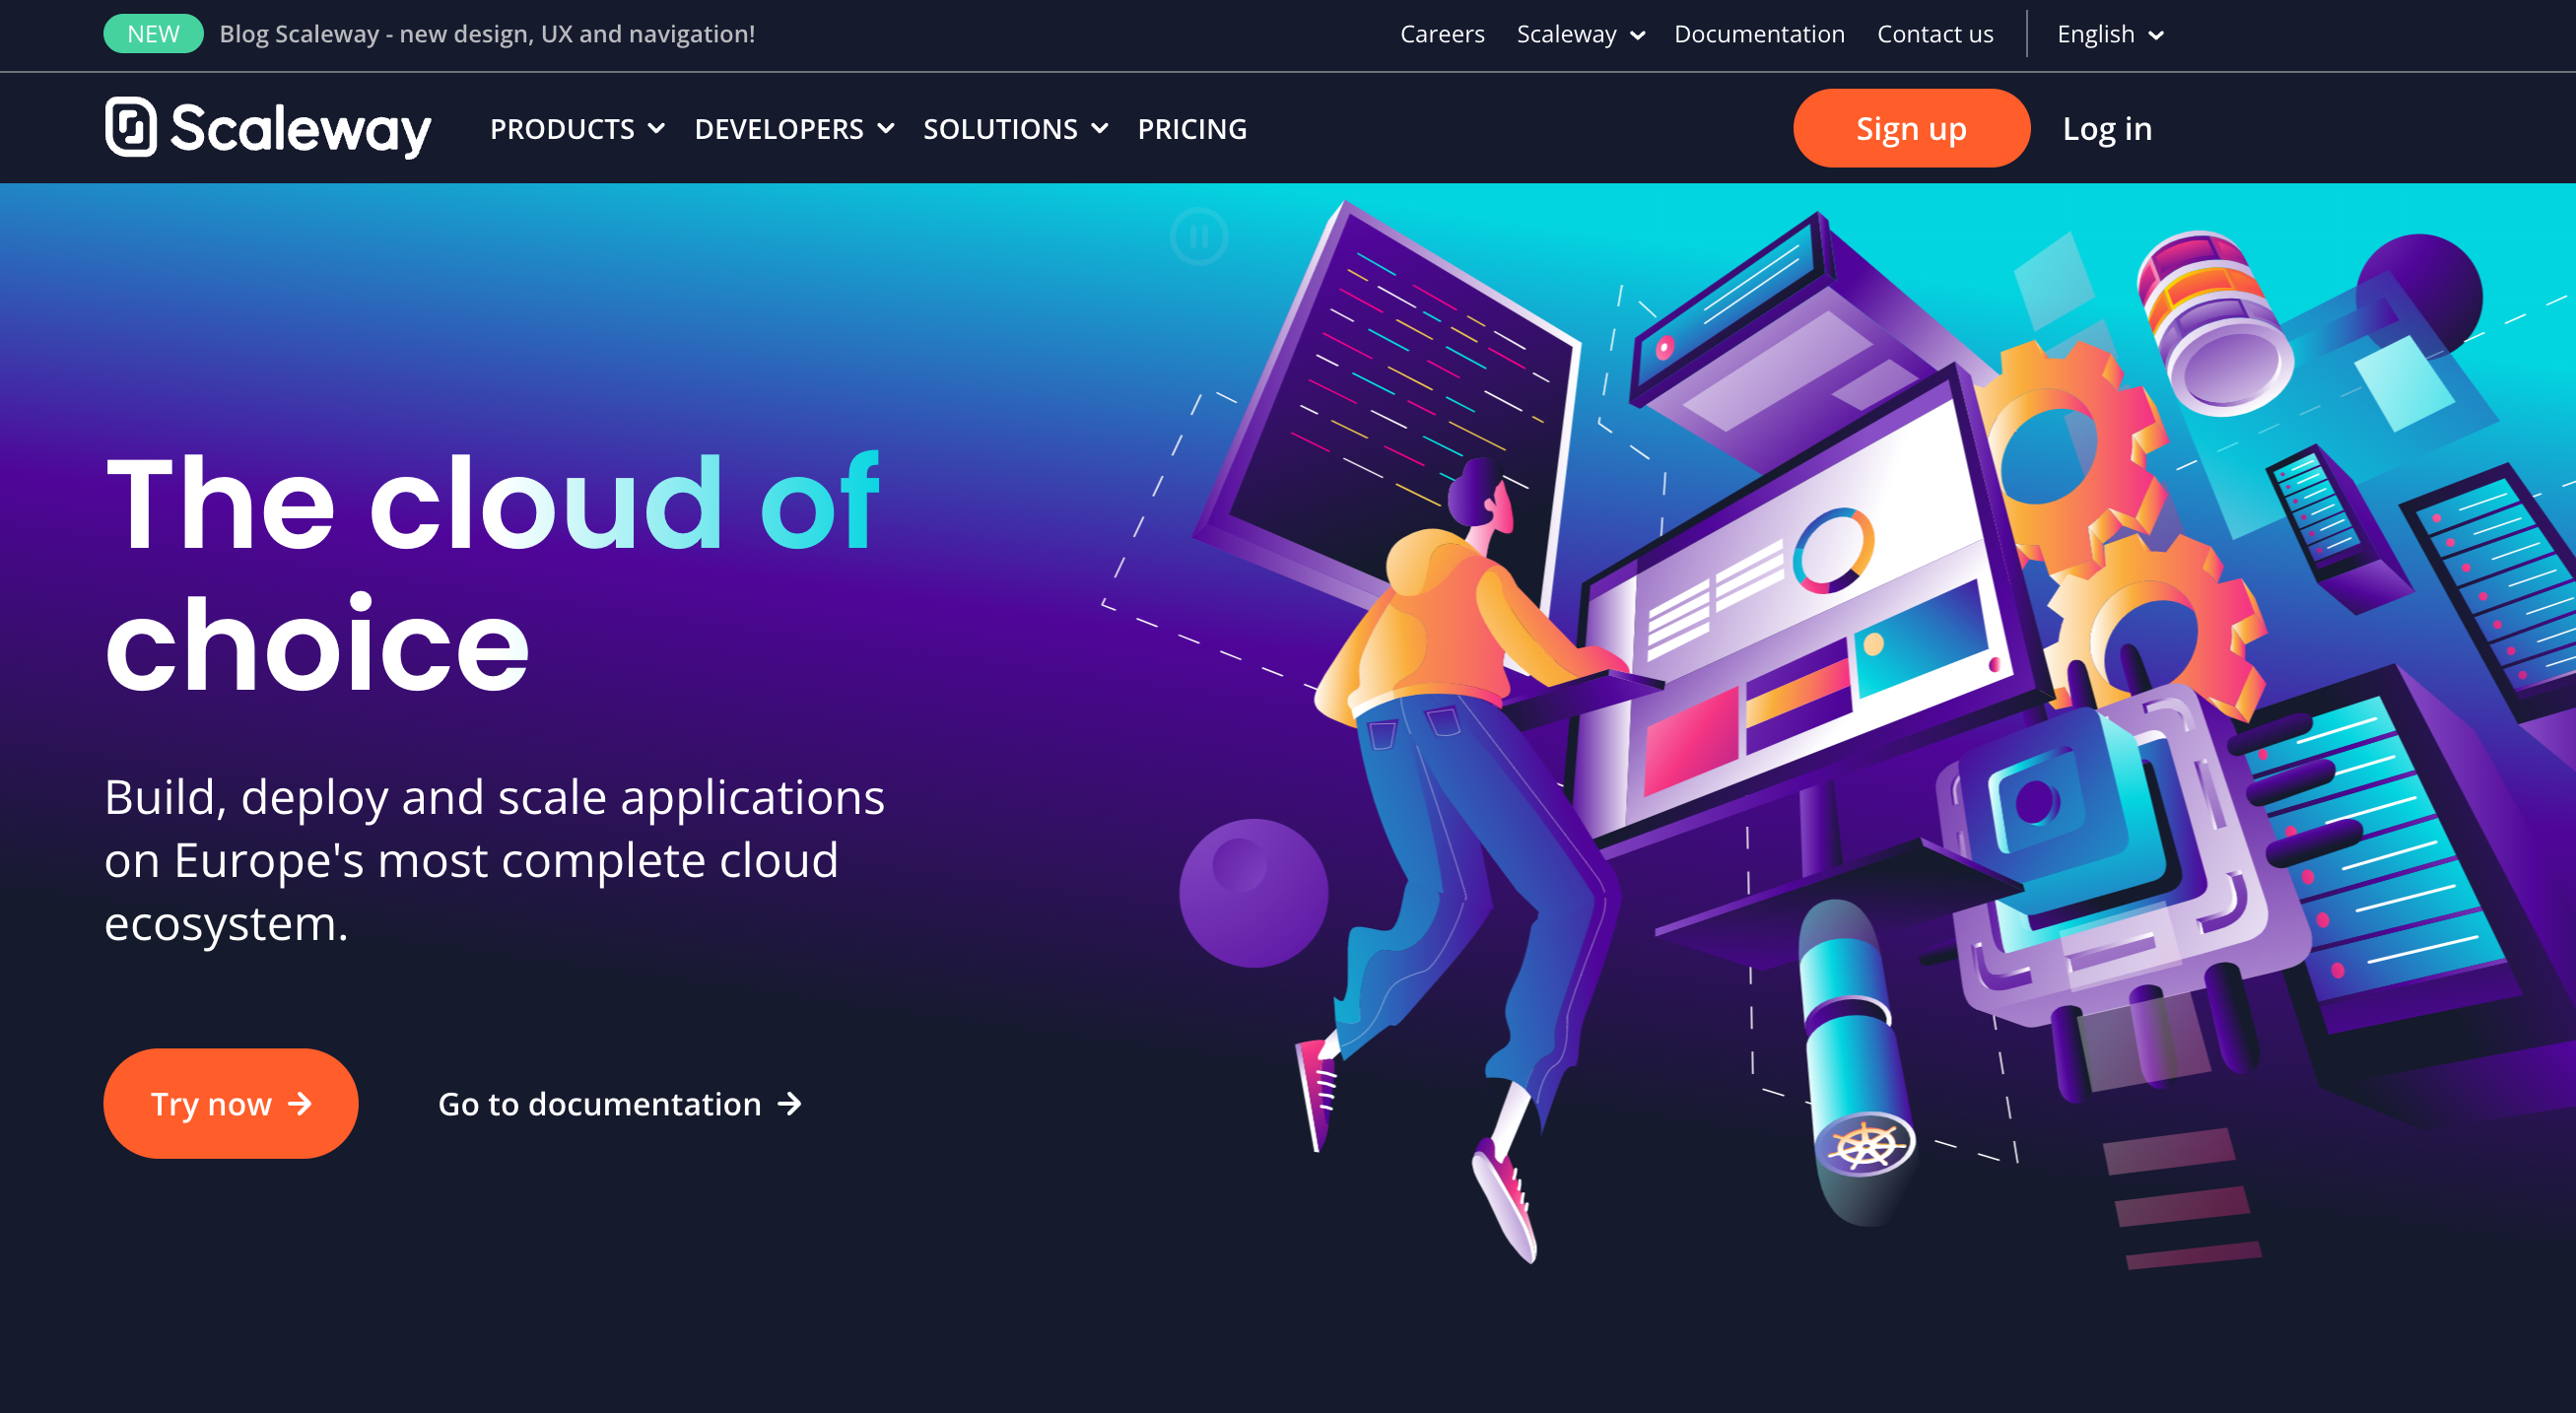 NEW Blog Scaleway - new design, UX and navigation! Careers Scaleway Documentation Contact us English
Scaleway PRODUCTS DEVELOPERS SOLUTIONS PRICING Sign up Log in
The cloud of
choice
Build, deploy and scale applications
on Europe's most complete cloud
ecosystem.
Try now Go to documentation